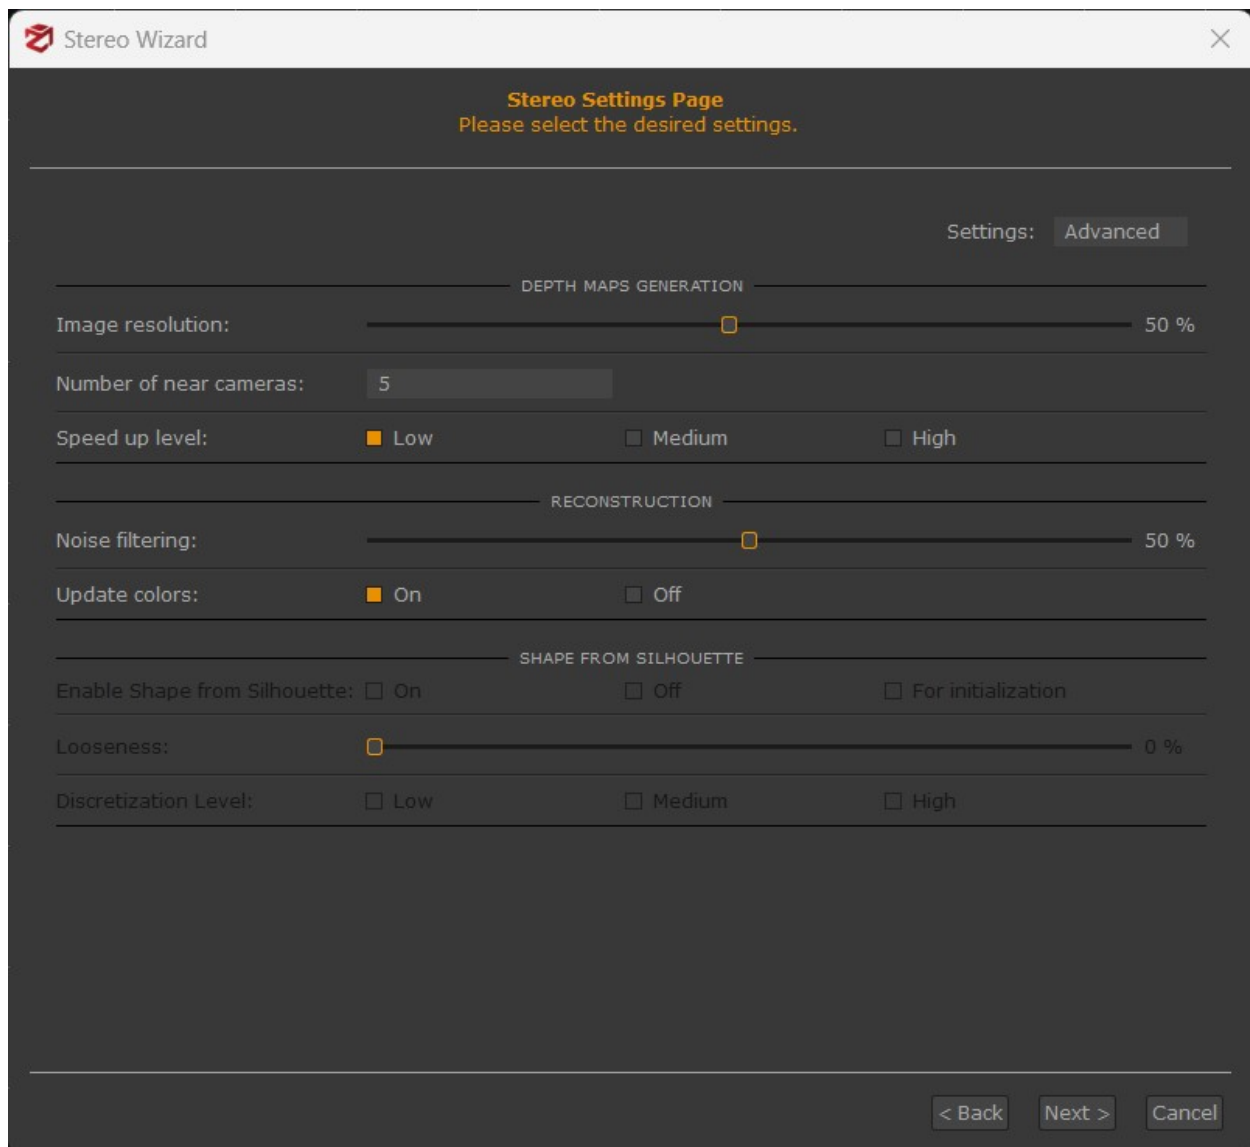 Stereo Wizard
Stereo Settings Page
Please select the desired settings.
Settings: Advanced
DEPTH MAPS GENERATION
Image resolution: 50 %
Number of near cameras: 5
Speed up level: Low Medium High
RECONSTRUCTION
Noise filtering: 50 %
Update colors: On Off
SHAPE FROM SILHOUETTE
Enable Shape from Silhouette: On Off For initialization
Looseness: 0 %
Discretization Level: Low Medium High
< Back Next > Cancel